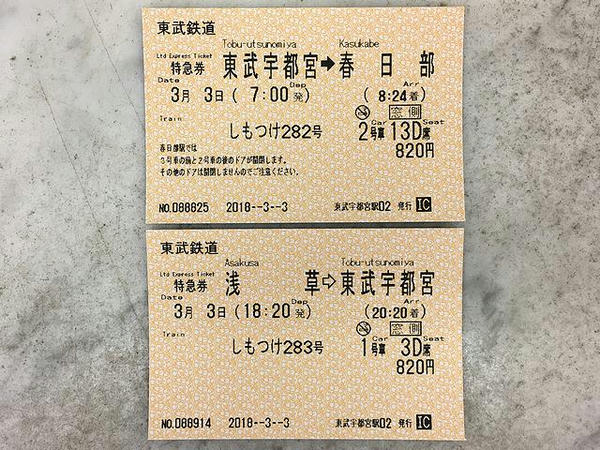 東武鉄道
Tobu-utsunomiya Kasukabe
Ltd Express Ticket
特急券 東武宇都宮➡春日部
Date Dep Arr
3月 3日( 7:00発) ( 8:24着)
窓側
Train Car Seat
しもつけ282号 2号車 13D席
820円
春日部駅では
3号車の前と2号車の後のドアが開閉します。
その他のドアは開閉しませんのでご注意ください。
NO.088625 2018--3--3 東武宇都宮駅02 発行 IC
東武鉄道
Asakusa Tobu-utsunomiya
Ltd Express Ticket
特急券 浅草⇨東武宇都宮
Date Dep Arr
3月 3日(18:20発) (20:20着)
窓側
Train Car Seat
しもつけ283号 1号車 3D席
820円
NO.088914 2018--3--3 東武宇都宮駅02 発行 IC